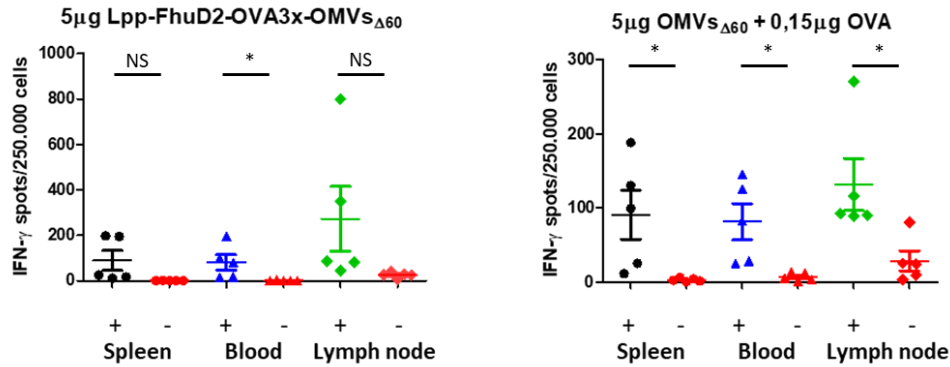 5μg Lpp-FhuD2-OVA3x-OMVsΔ60
NS * NS
IFN-γ spots/250.000 cells
1000
800
600
400
200
0
+ - + - + -
Spleen Blood Lymph node
5μg OMVsΔ60 + 0,15μg OVA
* * *
IFN-γ spots/250.000 cells
300
200
100
0
+ - + - + -
Spleen Blood Lymph node